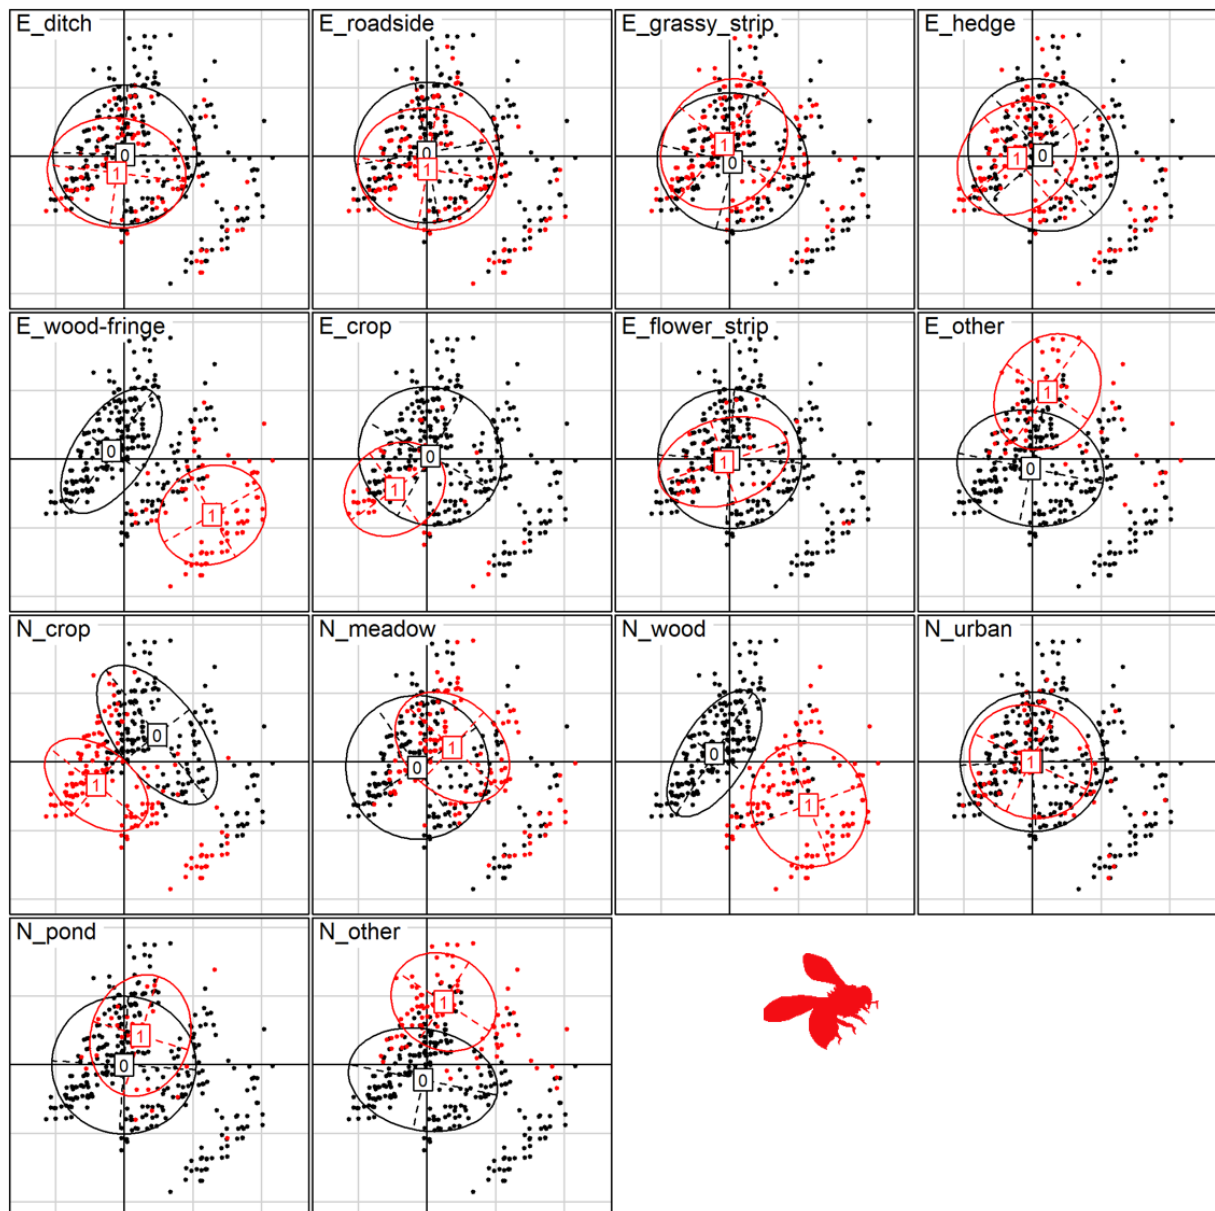 E_ditch
0
1
E_roadside
0
1
E_grassy_strip
1
0
E_hedge
1
0
E_wood-fringe
0
1
E_crop
0
1
E_flower_strip
1
E_other
1
0
N_crop
0
1
N_meadow
1
0
N_wood
0
1
N_urban
1
N_pond
1
0
N_other
1
0